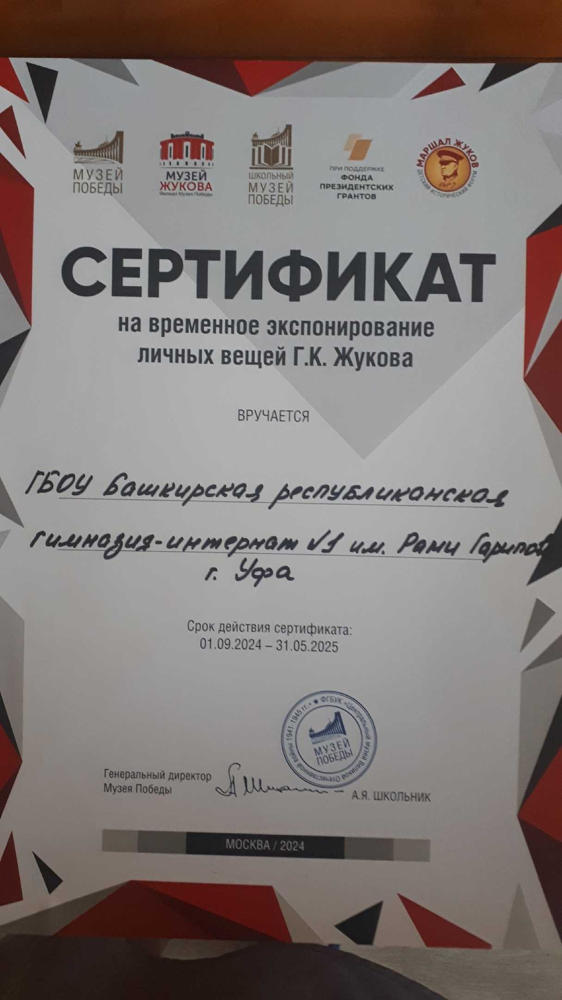 МУЗЕЙ
ПОБЕДЫ
МУЗЕЙ
ЖУКОВА
Филиал Музея Победы
ШКОЛЬНЫЙ
МУЗЕЙ
ПОБЕДЫ
ПРИ ПОДДЕРЖКЕ
ФОНДА
ПРЕЗИДЕНТСКИХ
ГРАНТОВ
МАРШАЛ ЖУКОВ
ДЕТСКИЙ ИСТОРИЧЕСКИЙ ФОРУМ
СЕРТИФИКАТ
на временное экспонирование
личных вещей Г.К. Жукова
ВРУЧАЕТСЯ
ГБОУ Башкирская республиканская
гимназия-интернат №1 им. Рами Гарипова
г. Уфа
Срок действия сертификата:
01.09.2024 – 31.05.2025
ФГБУК «Центральный музей Великой Отечественной войны 1941-1945 гг.»
МУЗЕЙ
ПОБЕДЫ
Генеральный директор
Музея Победы
А.Я. ШКОЛЬНИК
МОСКВА / 2024